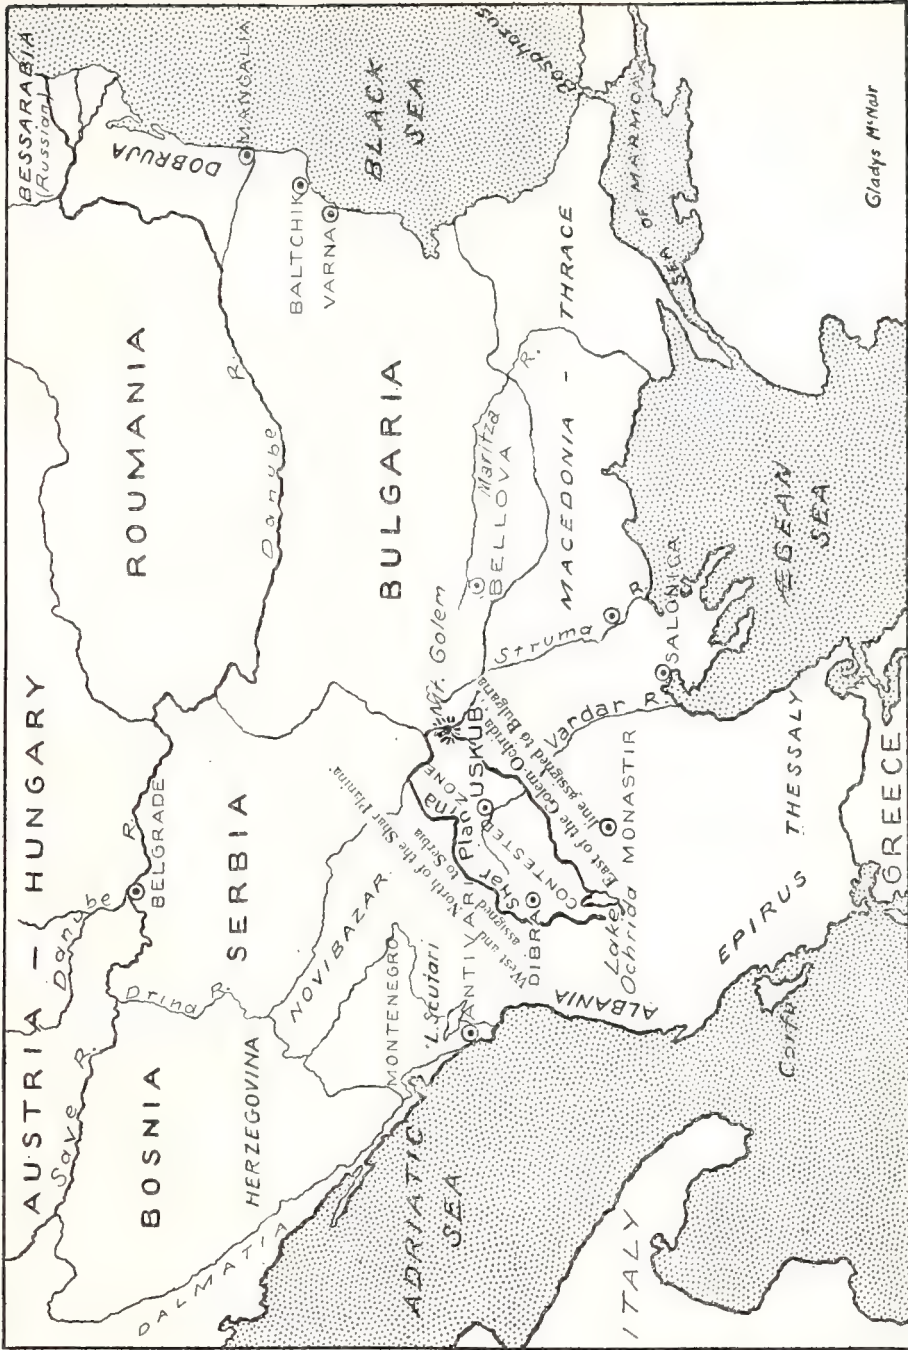 AUSTRIA — HUNGARY
BESSARABIA
(Russian)
Save R.
Danube R.
BELGRADE
BOSNIA
Drina R.
SERBIA
ROUMANIA
DOBRUJA
MANGALIA
Danube R.
BALTCHIK
VARNA
BLACK
SEA
Bosphorus
DALMATIA
HERZEGOVINA
NOVIBAZAR
MONTENEGRO
L. Scutari
ANTIVARI
BULGARIA
Mt. Golem
Maritza R.
BELLOVA
West and North of the Shar Planina
assigned to Serbia
Shar Planina
CONTESTED ZONE
USKUB
East of the Golem-Ochrida
line assigned to Bulgaria
DIBRA
Lake
Ochrida
MONASTIR
Vardar R.
Struma R.
MACEDONIA -
THRACE
SEA OF MARMORA
ADRIATIC
SEA
ALBANIA
SALONICA
EPIRUS
THESSALY
ÆGEAN
SEA
ITALY
Corfu
GREECE
Gladys McNair